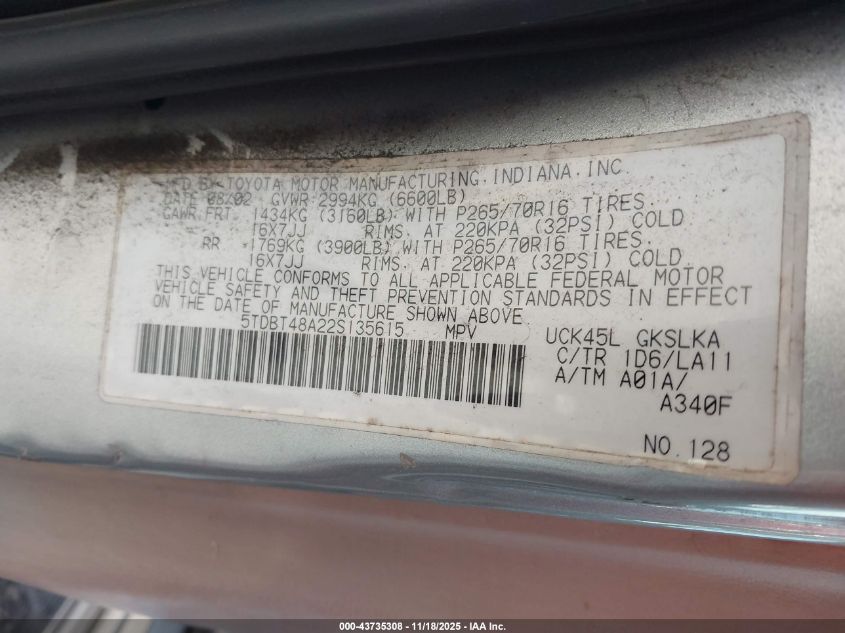 MFD BY TOYOTA MOTOR MANUFACTURING, INDIANA, INC
DATE 08/02 GVWR 2994KG (6600LB)
GAWR.FRT 1434KG (3160LB) WITH P265/70R16 TIRES.
16X7JJ RIMS. AT 220KPA (32PSI) COLD
RR 1769KG (3900LB) WITH P265/70R16 TIRES.
16X7JJ RIMS. AT 220KPA (32PSI) COLD
THIS VEHICLE CONFORMS TO ALL APPLICABLE FEDERAL MOTOR
VEHICLE SAFETY AND THEFT PREVENTION STANDARDS IN EFFECT
ON THE DATE OF MANUFACTURE SHOWN ABOVE
5TDBT48A22S135615 MPV
UCK45L GKSLKA
C/TR 1D6/LA11
A/TM A01A/
A340F
NO.128
000-43735308 | 11/18/2025 - IAA Inc.